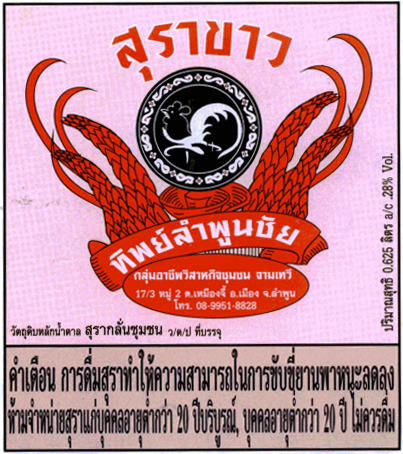 สุราขาว
ทิพย์ลำพูนชัย
กลุ่มอาชีพวิสาหกิจชุมชน จามเทวี
17/3 หมู่ 2 ต.เหมืองจี้ อ.เมือง จ.ลำพูน
โทร. 08-9951-8828
ปริมาณสุทธิ 0.625 ลิตร a/c .28% Vol.
วัตถุดิบหลักน้ำตาล สุรากลั่นชุมชน ว/ด/ป ที่บรรจุ
คำเตือน การดื่มสุราทำให้ความสามารถในการขับขี่ยานพาหนะลดลง
ห้ามจำหน่ายสุราแก่บุคคลอายุต่ำกว่า 20 ปีบริบูรณ์, บุคคลอายุต่ำกว่า 20 ปี ไม่ควรดื่ม